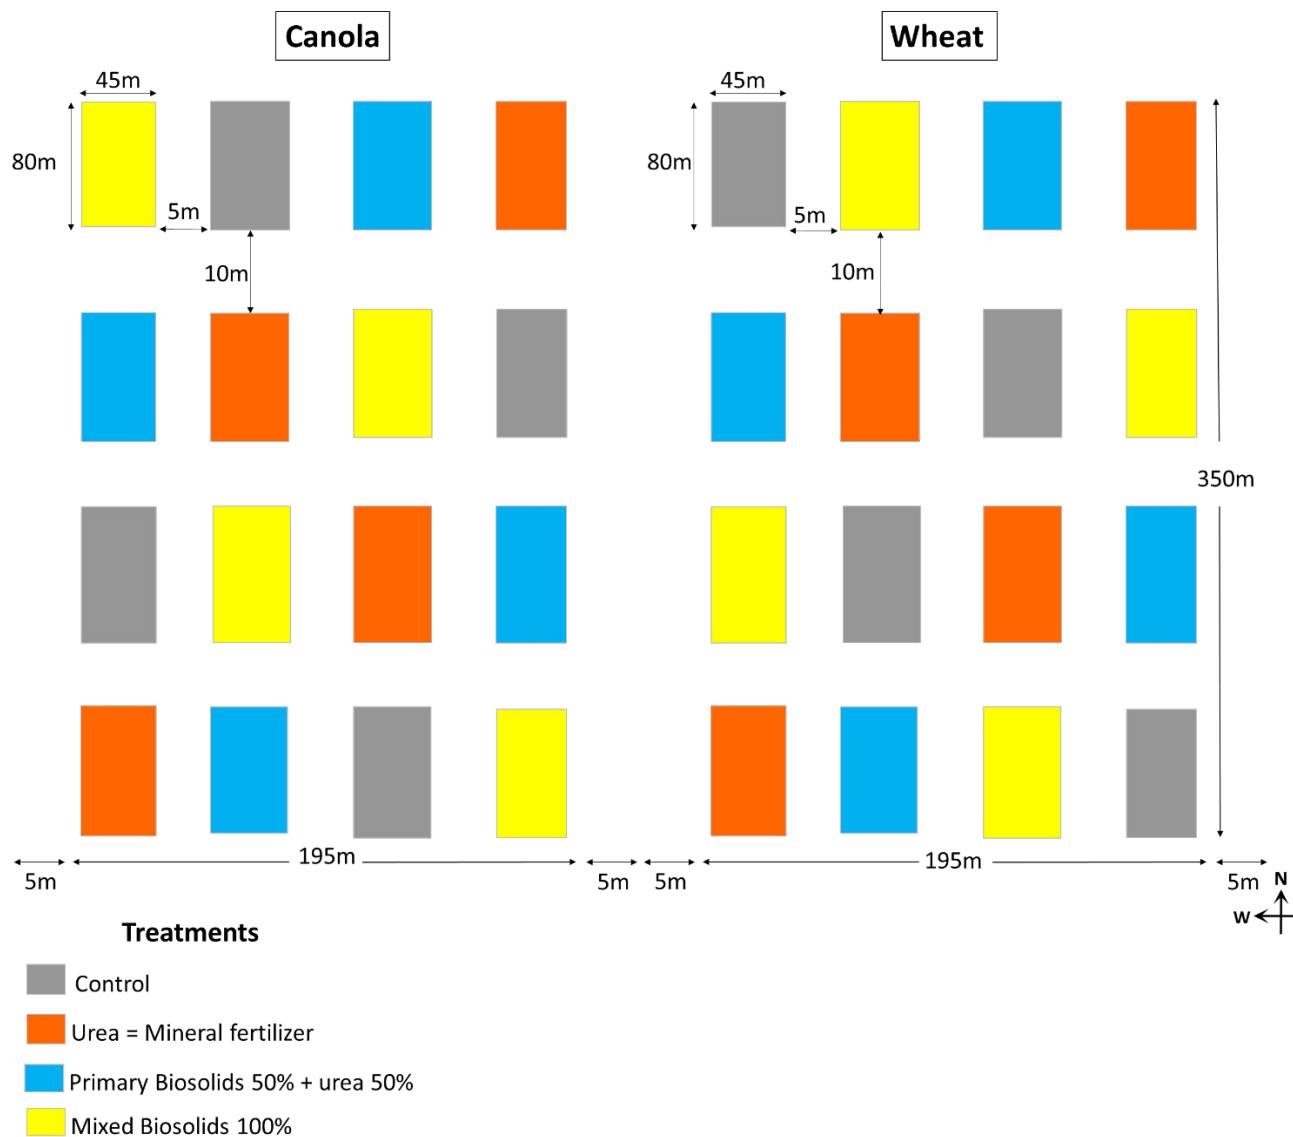 Canola
Wheat
45m
45m
80m
80m
5m
5m
10m
10m
350m
195m
195m
5m
5m
5m
5m
N
W
Treatments
Control
Urea = Mineral fertilizer
Primary Biosolids 50% + urea 50%
Mixed Biosolids 100%